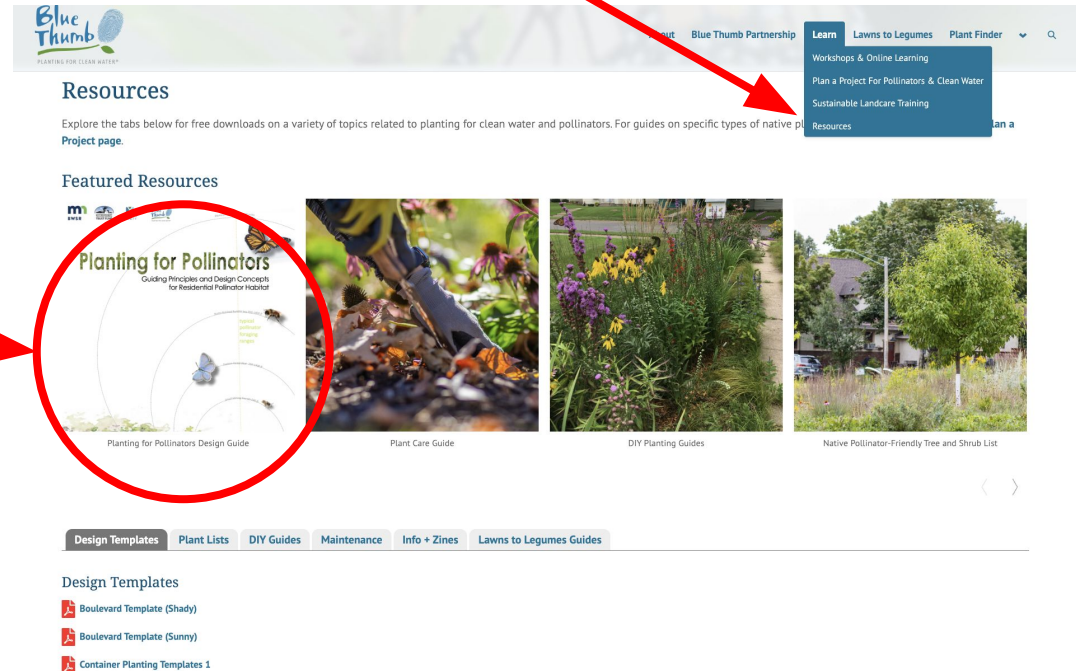 Blue
Thumb
PLANTING FOR CLEAN WATER®
About Blue Thumb Partnership Learn Lawns to Legumes Plant Finder
Workshops & Online Learning
Plan a Project For Pollinators & Clean Water
Sustainable Landcare Training
Resources
Resources
Explore the tabs below for free downloads on a variety of topics related to planting for clean water and pollinators. For guides on specific types of native
Project page.
Featured Resources
Planting for Pollinators
Guiding Principles and Design Concepts
for Residential Pollinator Habitat
Planting for Pollinators Design Guide
Plant Care Guide
DIY Planting Guides
Native Pollinator-Friendly Tree and Shrub List
Design Templates Plant Lists DIY Guides Maintenance Info + Zines Lawns to Legumes Guides
Design Templates
Boulevard Template (Shady)
Boulevard Template (Sunny)
Container Planting Templates 1